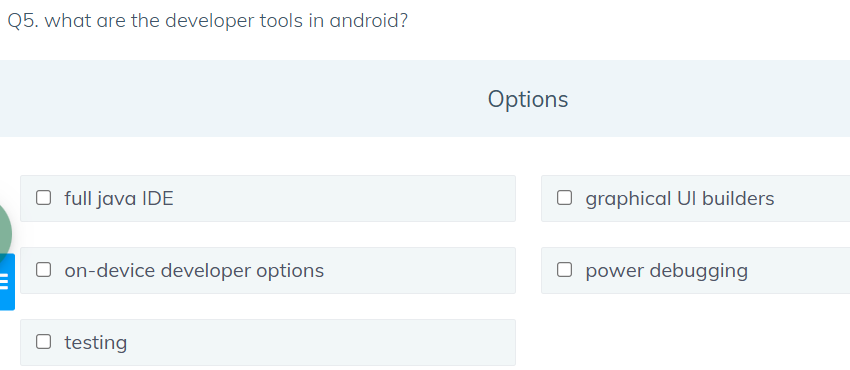 Q5. what are the developer tools in android?
Options
full java IDE
graphical UI builders
on-device developer options
power debugging
testing